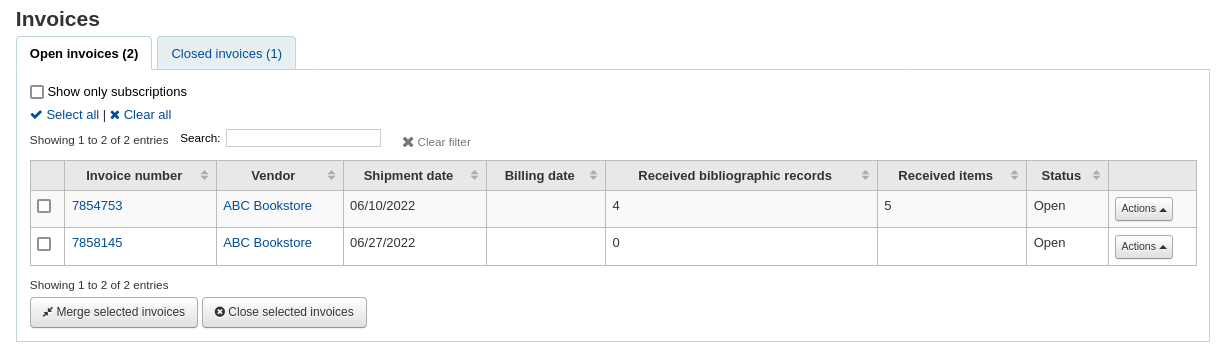 Invoices
Open invoices (2) Closed invoices (1)
Show only subscriptions
Select all | Clear all
Showing 1 to 2 of 2 entries Search: Clear filter
Invoice number Vendor Shipment date Billing date Received bibliographic records Received items Status
7854753 ABC Bookstore 06/10/2022 4 5 Open Actions
7858145 ABC Bookstore 06/27/2022 0 Open Actions
Showing 1 to 2 of 2 entries
Merge selected invoices Close selected invoices